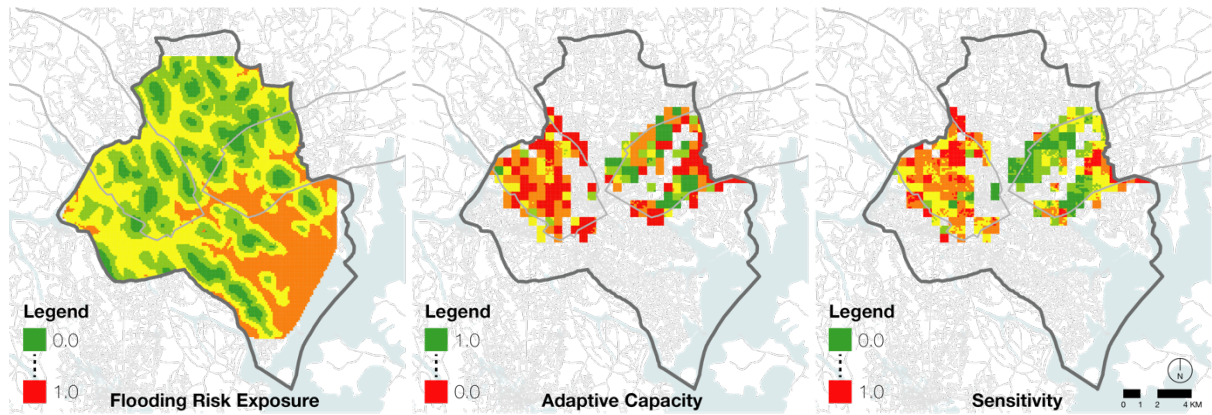 Legend
0.0
1.0
Flooding Risk Exposure
Legend
1.0
0.0
Adaptive Capacity
Legend
0.0
1.0
Sensitivity
N
0 1 2 4 KM